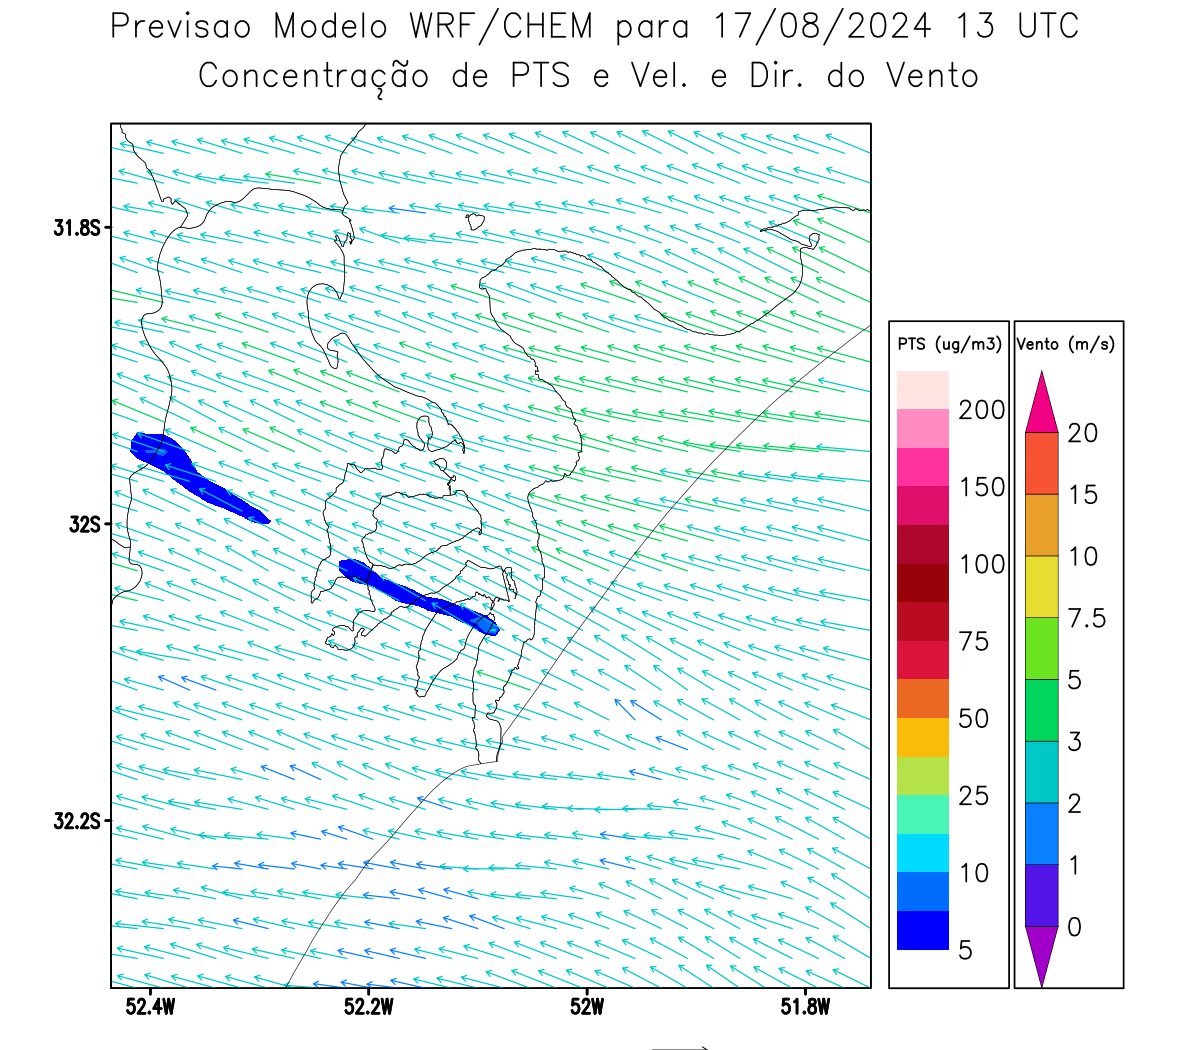 Previsao Modelo WRF/CHEM para 17/08/2024 13 UTC
Concentração de PTS e Vel. e Dir. do Vento
31.8S
32S
32.2S
52.4W 52.2W 52W 51.8W
PTS (ug/m3)
200
150
100
75
50
25
10
5
Vento (m/s)
20
15
10
7.5
5
3
2
1
0